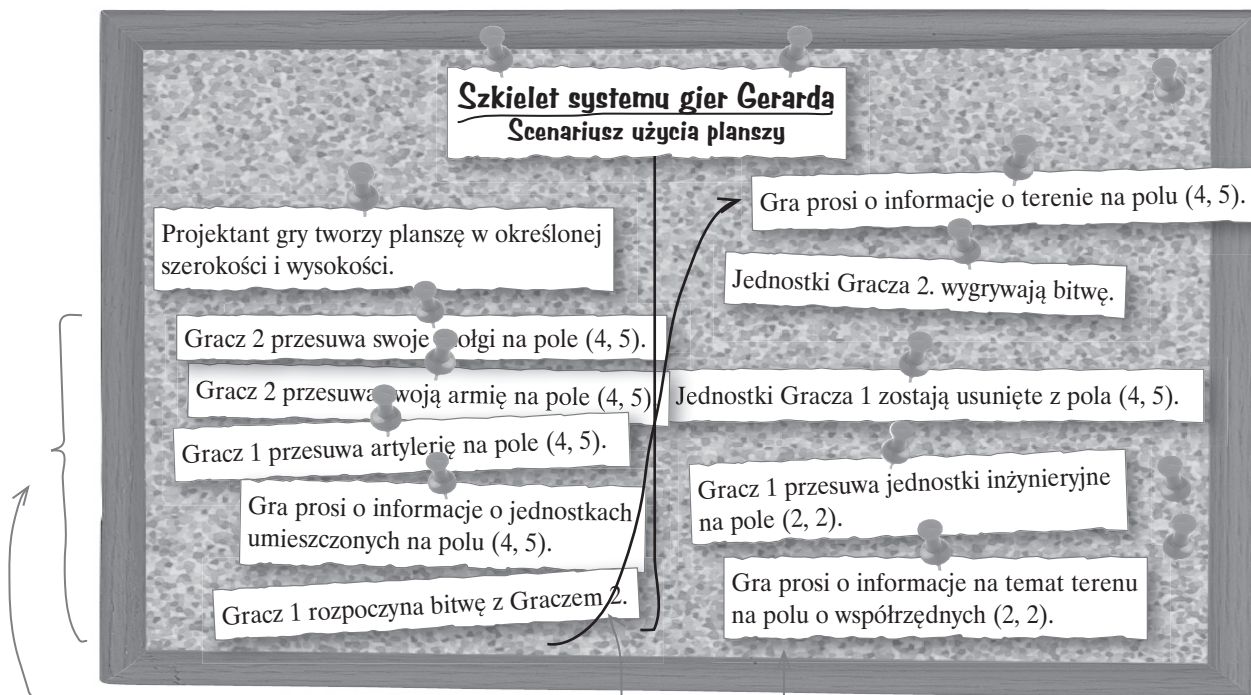 Szkielet systemu gier Gerarda
Scenariusz użycia planszy
Projektant gry tworzy planszę w określonej
szerokości i wysokości.
Gracz 2 przesuwa swoje na pole (4, 5).
Gracz 2 przesuwa swoją armię na pole (4, 5)
Gracz 1 przesuwa artylerię na pole (4, 5).
Gra prosi o informacje o jednostkach
umieszczonych na polu (4, 5).
Gracz 1 rozpoczyna bitwę z Graczem 2.
Gra prosi o informacje o terenie na polu (4, 5).
Jednostki Gracza 2. wygrywają bitwę.
Jednostki Gracza 1 zostają usunięte z pola (4, 5).
Gracz 1 przesuwa jednostki inżynieryjne
na pole (2, 2).
Gra prosi o informacje na temat terenu
na polu o współrzędnych (2, 2).